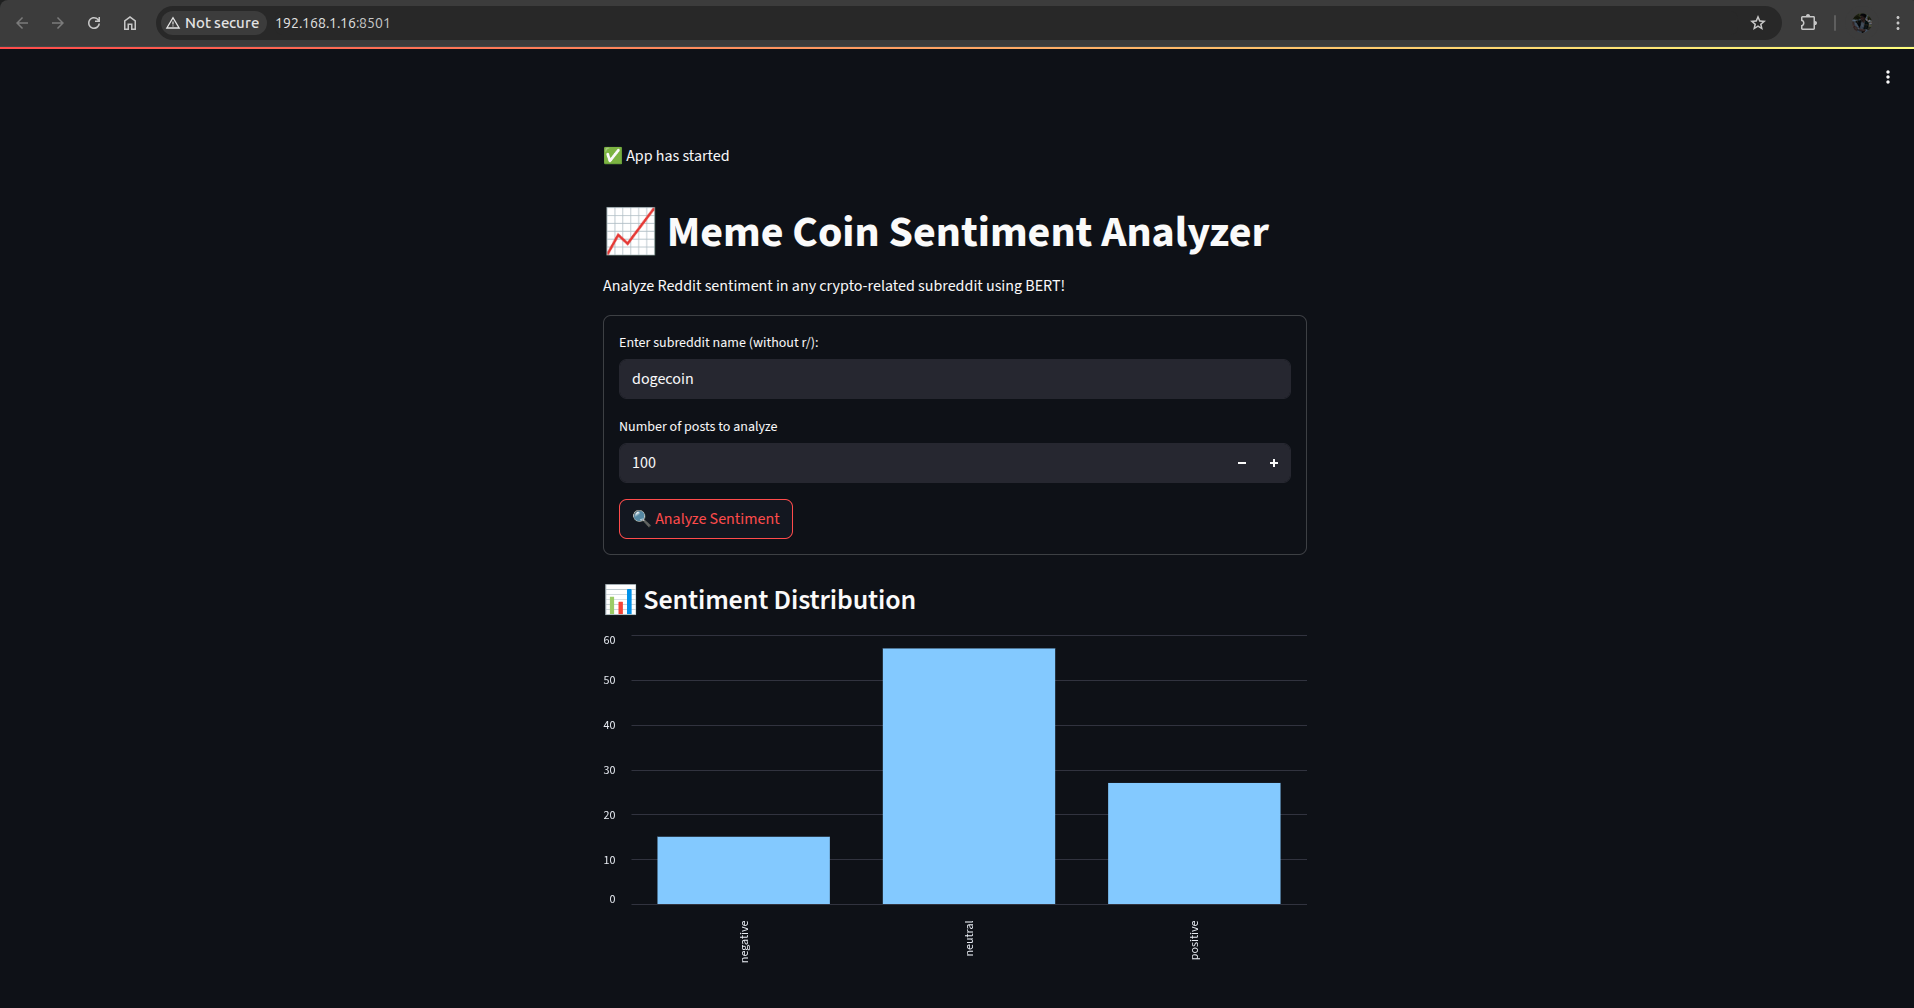 Not secure 192.168.1.16:8501
✅ App has started
📈 Meme Coin Sentiment Analyzer
Analyze Reddit sentiment in any crypto-related subreddit using BERT!
Enter subreddit name (without r/):
dogecoin
Number of posts to analyze
100
🔍 Analyze Sentiment
📊 Sentiment Distribution
60
50
40
30
20
10
0
negative
neutral
positive